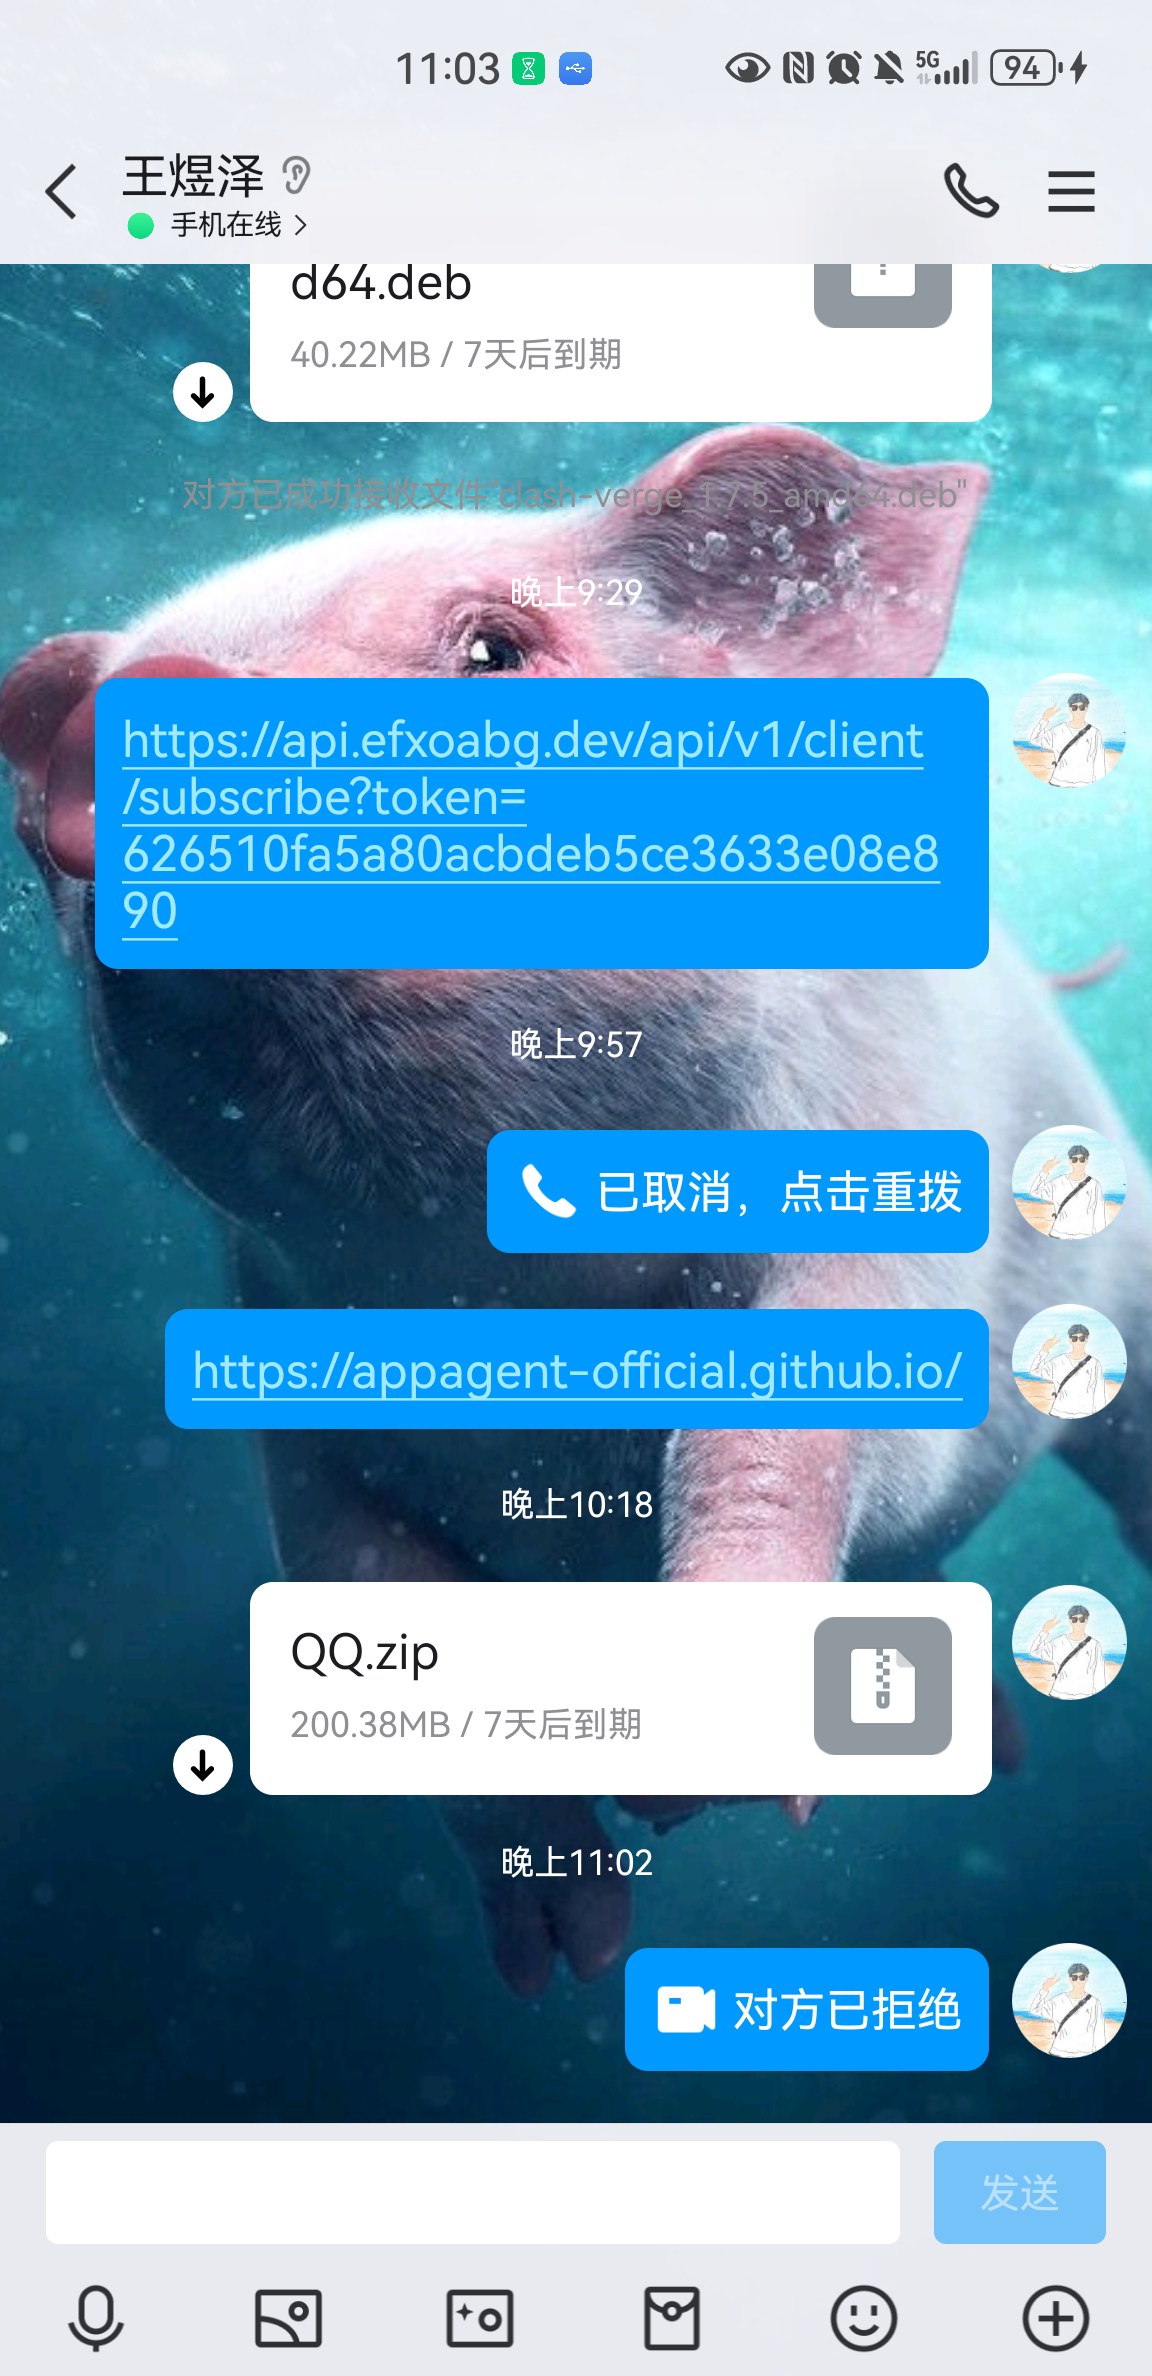 11:03
5G
94
王煜泽
手机在线
d64.deb
40.22MB / 7天后到期
对方已成功接收文件"clash-verge_1.7.5_amd64.deb"
晚上9:29
https://api.efxoabg.dev/api/v1/client
/subscribe?token=
626510fa5a80acbdeb5ce3633e08e8
90
晚上9:57
已取消，点击重拨
https://appagent-official.github.io/
晚上10:18
QQ.zip
200.38MB / 7天后到期
晚上11:02
对方已拒绝
发送